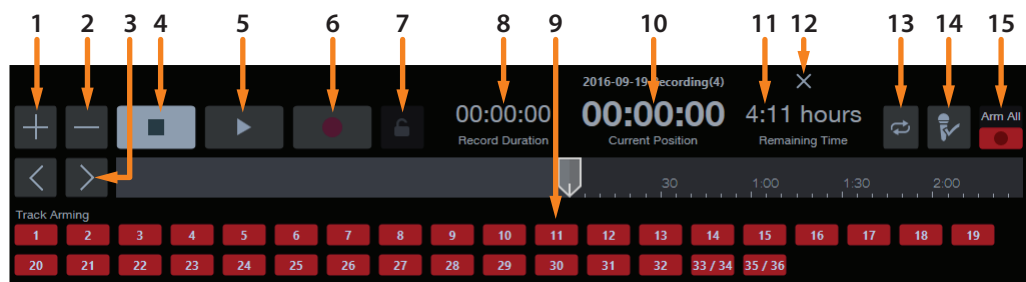 1 2 3 4 5 6 7 8 9 10 11 12 13 14 15
2016-09-19 Recording(4)
00:00:00 00:00:00 4:11 hours Arm All
Record Duration Current Position Remaining Time
30 1:00 1:30 2:00
Track Arming
1 2 3 4 5 6 7 8 9 10 11 12 13 14 15 16 17 18 19
20 21 22 23 24 25 26 27 28 29 30 31 32 33 / 34 35 / 36